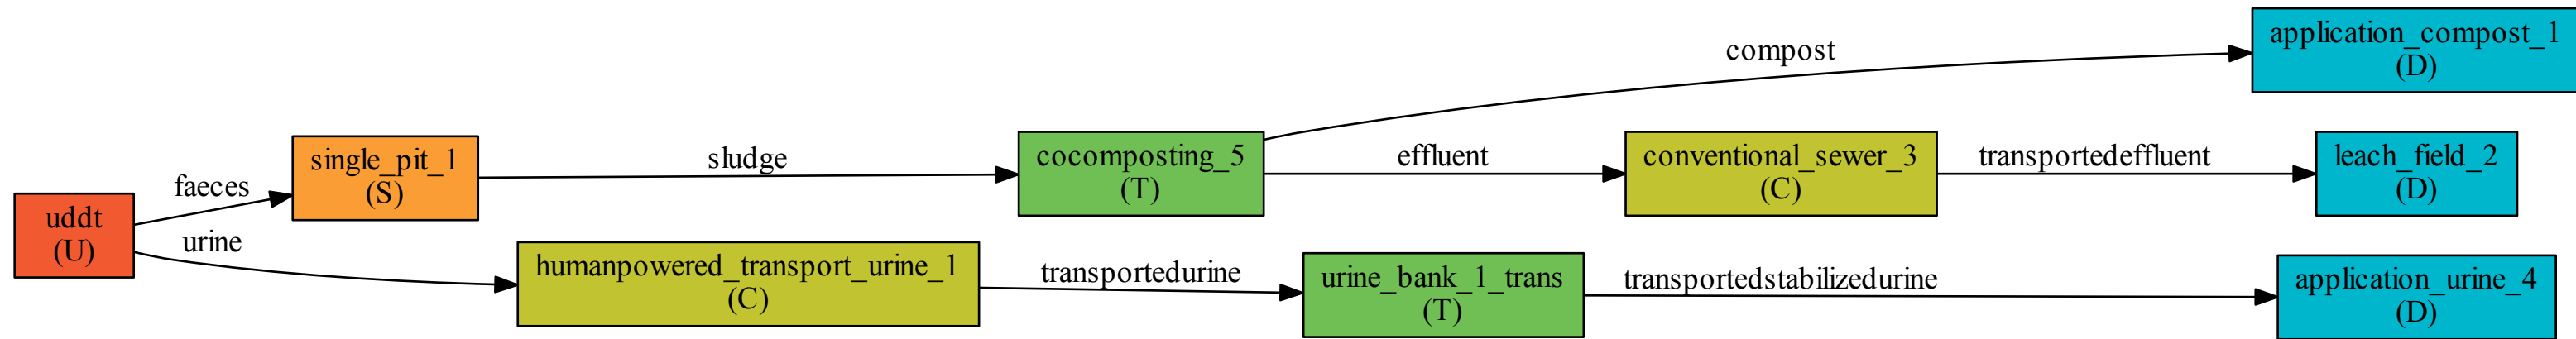 uddt
(U)
faeces
urine
single_pit_1
(S)
sludge
humanpowered_transport_urine_1
(C)
transportedurine
cocomposting_5
(T)
compost
effluent
urine_bank_1_trans
(T)
transportedstabilizedurine
conventional_sewer_3
(C)
transportedeffluent
application_compost_1
(D)
leach_field_2
(D)
application_urine_4
(D)